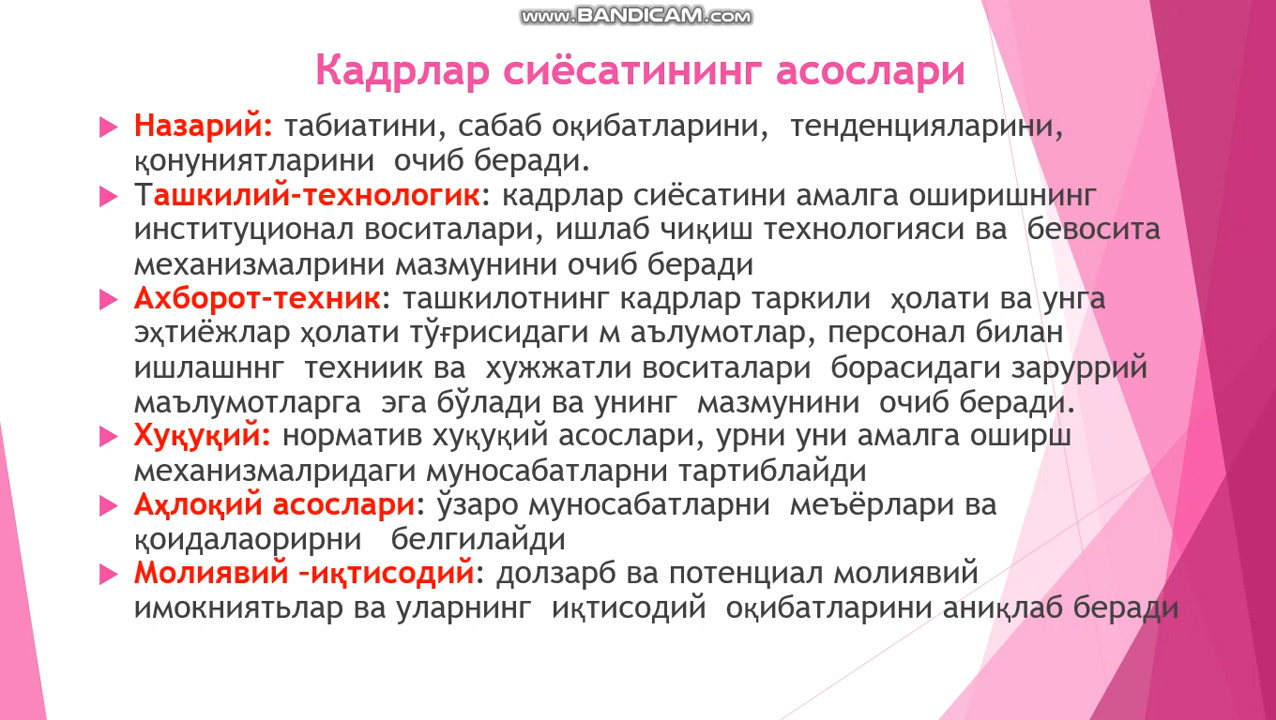 www.BANDICAM.com
Кадрлар сиёсатининг асослари
Назарий: табиатини, сабаб оқибатларини, тенденцияларини,
қонуниятларини очиб беради.
Ташкилий-технологик: кадрлар сиёсатини амалга оширишнинг
институционал воситалари, ишлаб чиқиш технологияси ва бевосита
механизмалрини мазмунини очиб беради
Ахборот-техник: ташкилотнинг кадрлар таркили ҳолати ва унга
эҳтиёжлар ҳолати тўғрисидаги м аълумотлар, персонал билан
ишлашннг техниик ва хужжатли воситалари борасидаги заруррий
маълумотларга эга бўлади ва унинг мазмунини очиб беради.
Хуқуқий: норматив хуқуқий асослари, урни уни амалга оширш
механизмалридаги муносабатларни тартиблайди
Аҳлоқий асослари: ўзаро муносабатларни меъёрлари ва
қоидалаорирни белгилайди
Молиявий –иқтисодий: долзарб ва потенциал молиявий
имокниятьлар ва уларнинг иқтисодий оқибатларини аниқлаб беради